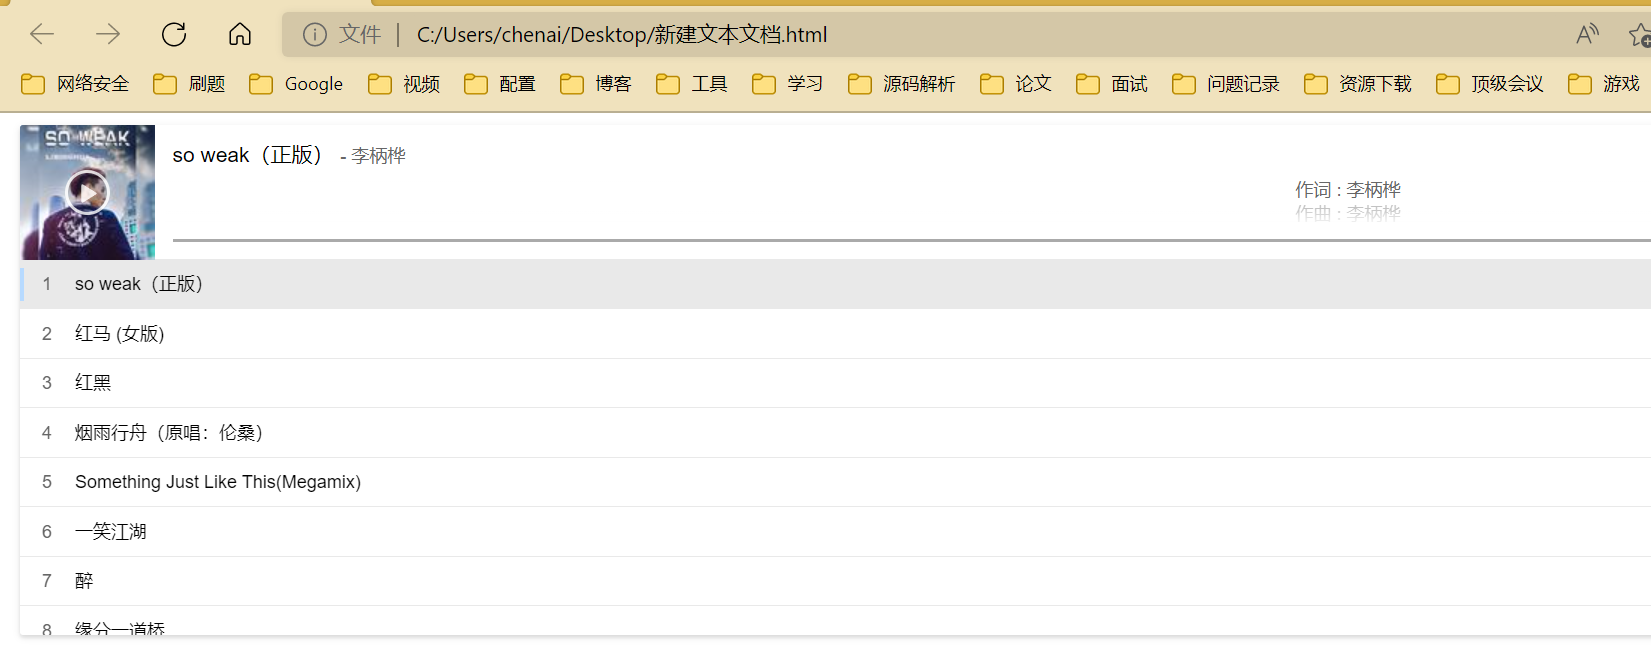 文件 | C:/Users/chenai/Desktop/新建文本文档.html
网络安全 刷题 Google 视频 配置 博客 工具 学习 源码解析 论文 面试 问题记录 资源下载 顶级会议 游戏
SO WEAK
so weak（正版） - 李柄桦
作词 : 李柄桦
作曲 : 李柄桦
1 so weak（正版）
2 红马 (女版)
3 红黑
4 烟雨行舟（原唱：伦桑）
5 Something Just Like This(Megamix)
6 一笑江湖
7 醉
8 缘分一道桥